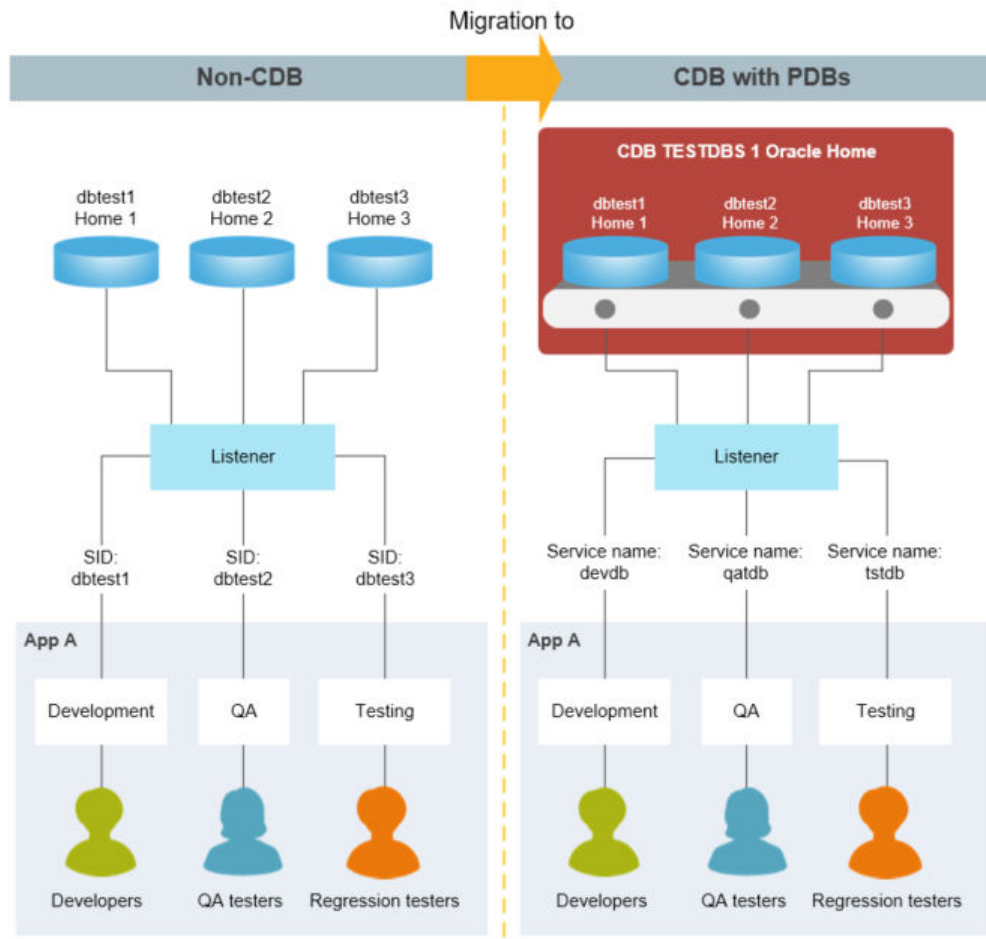 Migration to
Non-CDB
CDB with PDBs
dbtest1
Home 1
dbtest2
Home 2
dbtest3
Home 3
Listener
SID:
dbtest1
SID:
dbtest2
SID:
dbtest3
App A
Development
QA
Testing
Developers
QA testers
Regression testers
CDB TESTDBS 1 Oracle Home
dbtest1
Home 1
dbtest2
Home 2
dbtest3
Home 3
Listener
Service name:
devdb
Service name:
qatdb
Service name:
tstdb
App A
Development
QA
Testing
Developers
QA testers
Regression testers